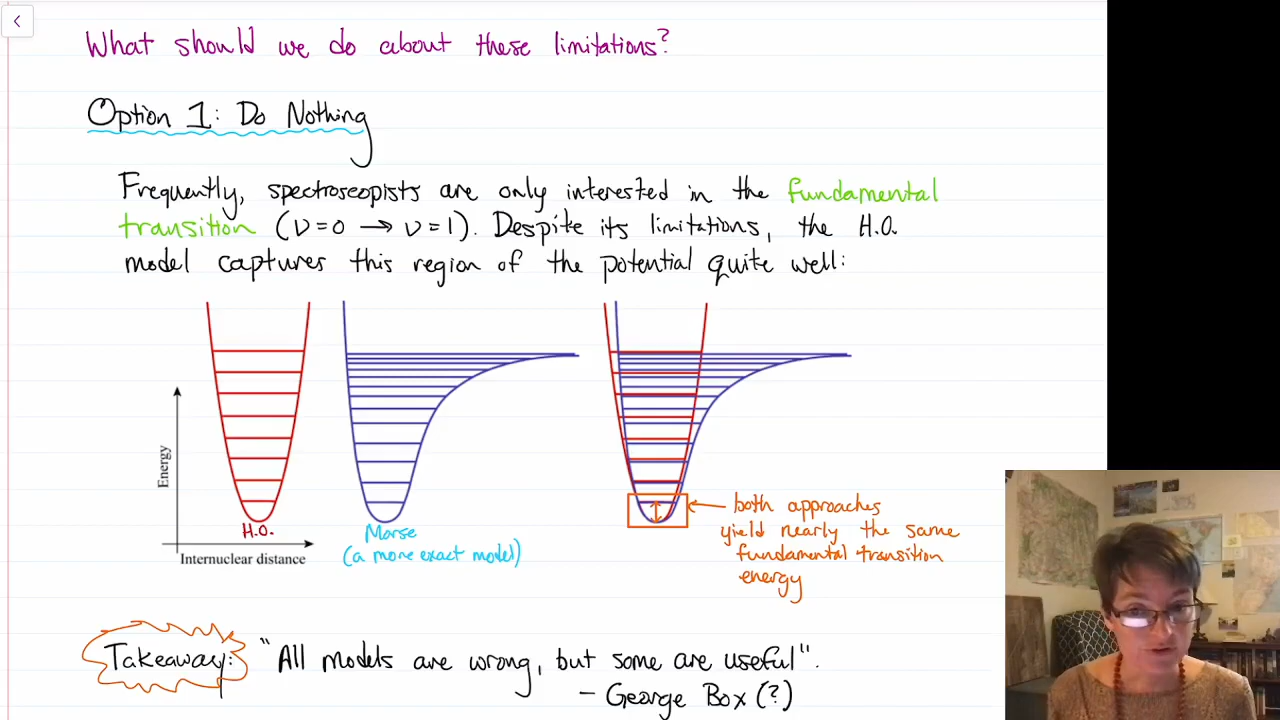 What should we do about these limitations?
Option 1: Do Nothing
Frequently, spectroscopists are only interested in the fundamental
transition (ν=0 → ν=1). Despite its limitations, the H.O.
model captures this region of the potential quite well:
Energy
H.O.
Internuclear distance
Morse
(a more exact model)
both approaches
yield nearly the same
fundamental transition
energy
Takeaway: "All models are wrong, but some are useful".
- George Box (?)